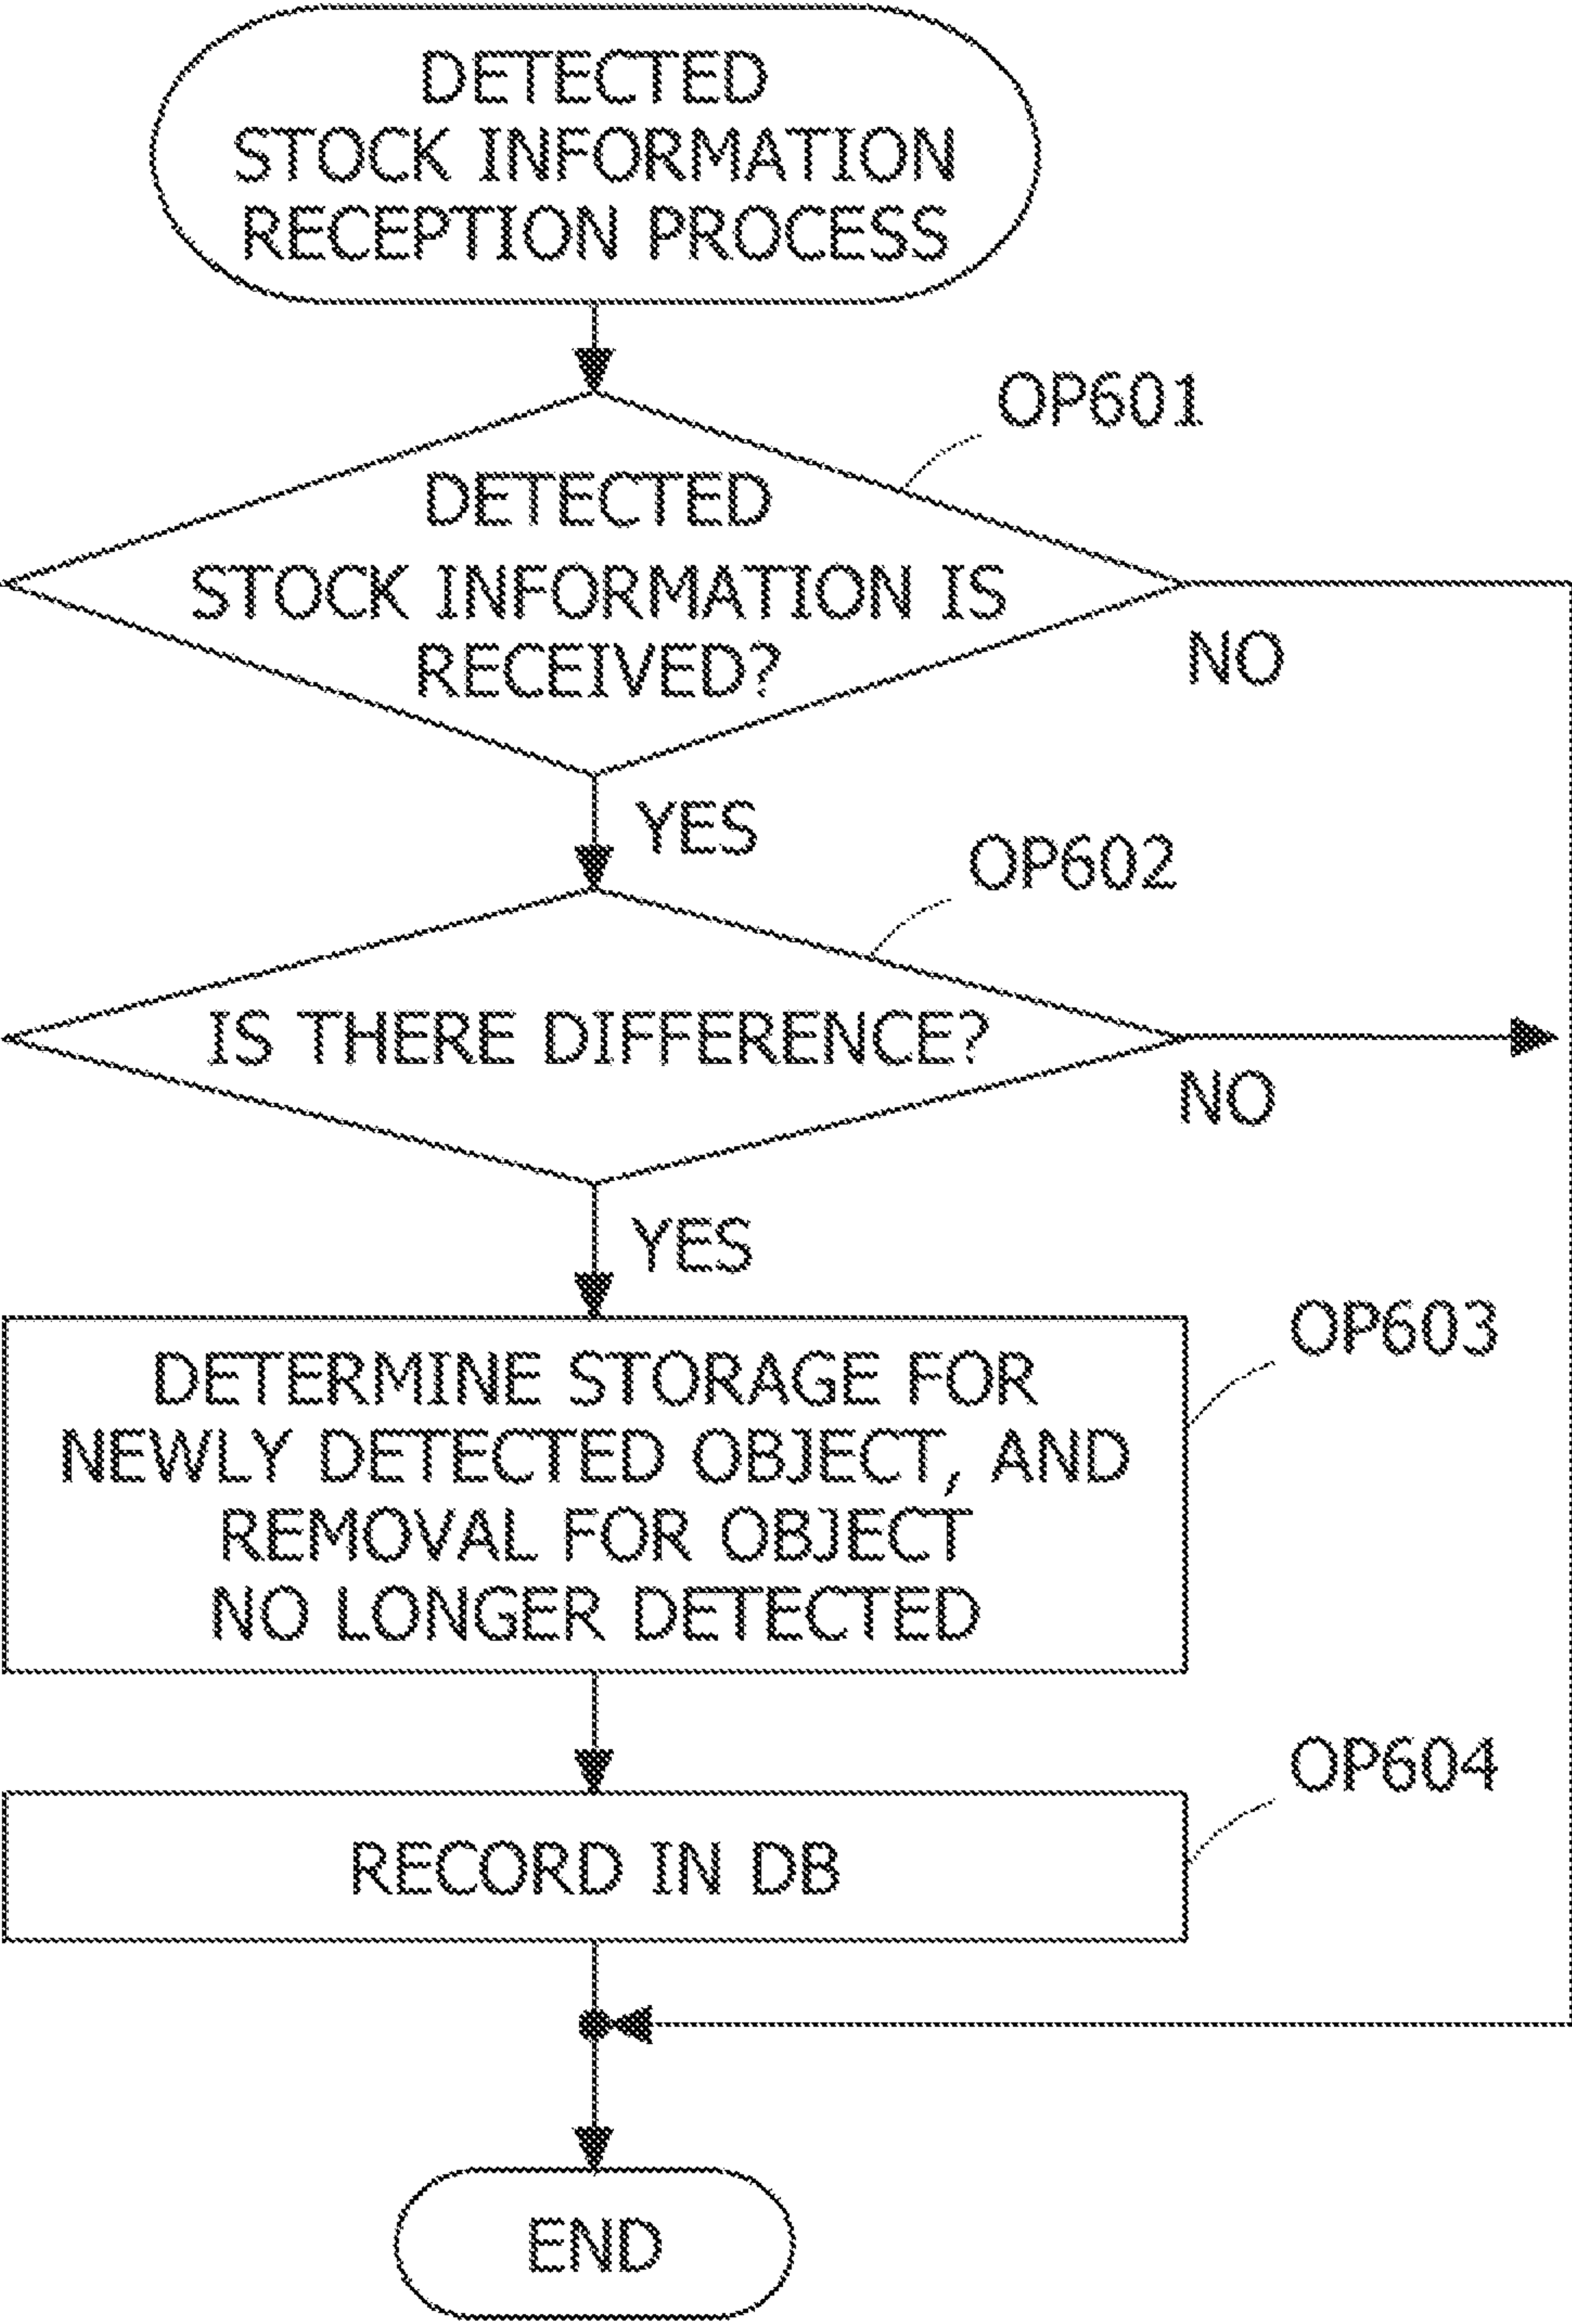 DETECTED
STOCK INFORMATION
RECEPTION PROCESS
OP601
DETECTED
STOCK INFORMATION IS
RECEIVED?
NO
YES
OP602
IS THERE DIFFERENCE?
NO
YES
OP603
DETERMINE STORAGE FOR
NEWLY DETECTED OBJECT, AND
REMOVAL FOR OBJECT
NO LONGER DETECTED
OP604
RECORD IN DB
END